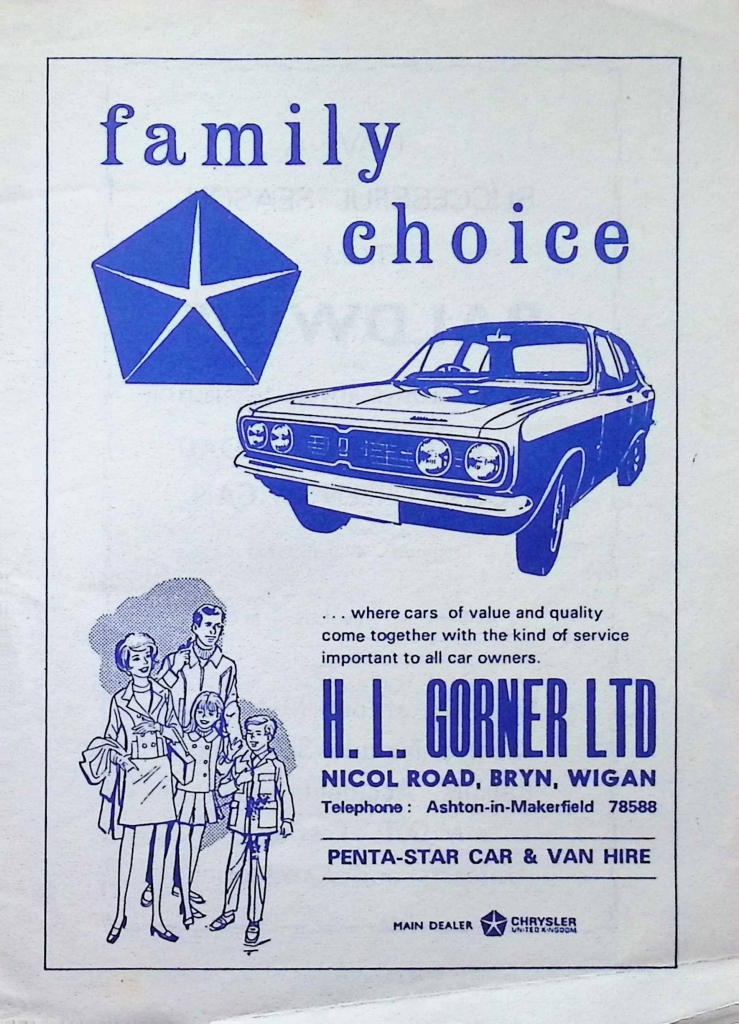 family
choice
. . . where cars of value and quality
come together with the kind of service
important to all car owners.
H. L. GORNER LTD
NICOL ROAD, BRYN, WIGAN
Telephone : Ashton-in-Makerfield 78588
PENTA-STAR CAR & VAN HIRE
MAIN DEALER CHRYSLER
UNITED KINGDOM